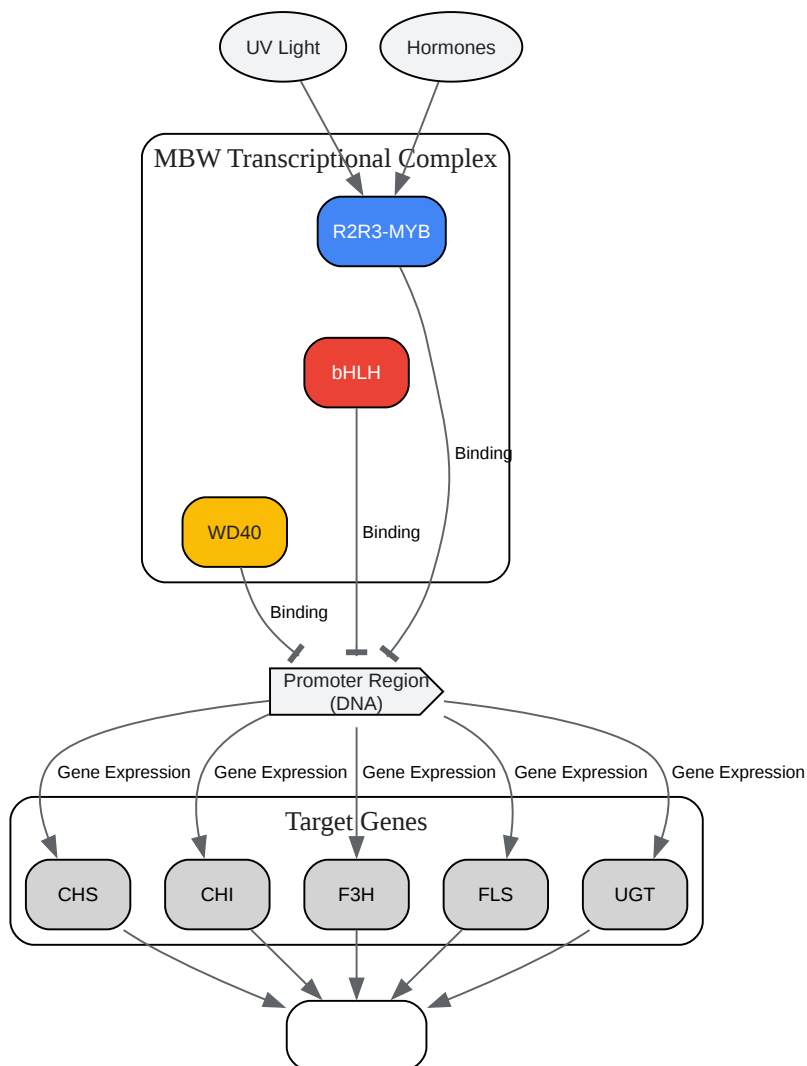 UV Light
Hormones
MBW Transcriptional Complex
R2R3-MYB
bHLH
Binding
WD40
Binding
Binding
Promoter Region
(DNA)
Gene Expression
Gene Expression
Gene Expression
Gene Expression
Gene Expression
Target Genes
CHS
CHI
F3H
FLS
UGT